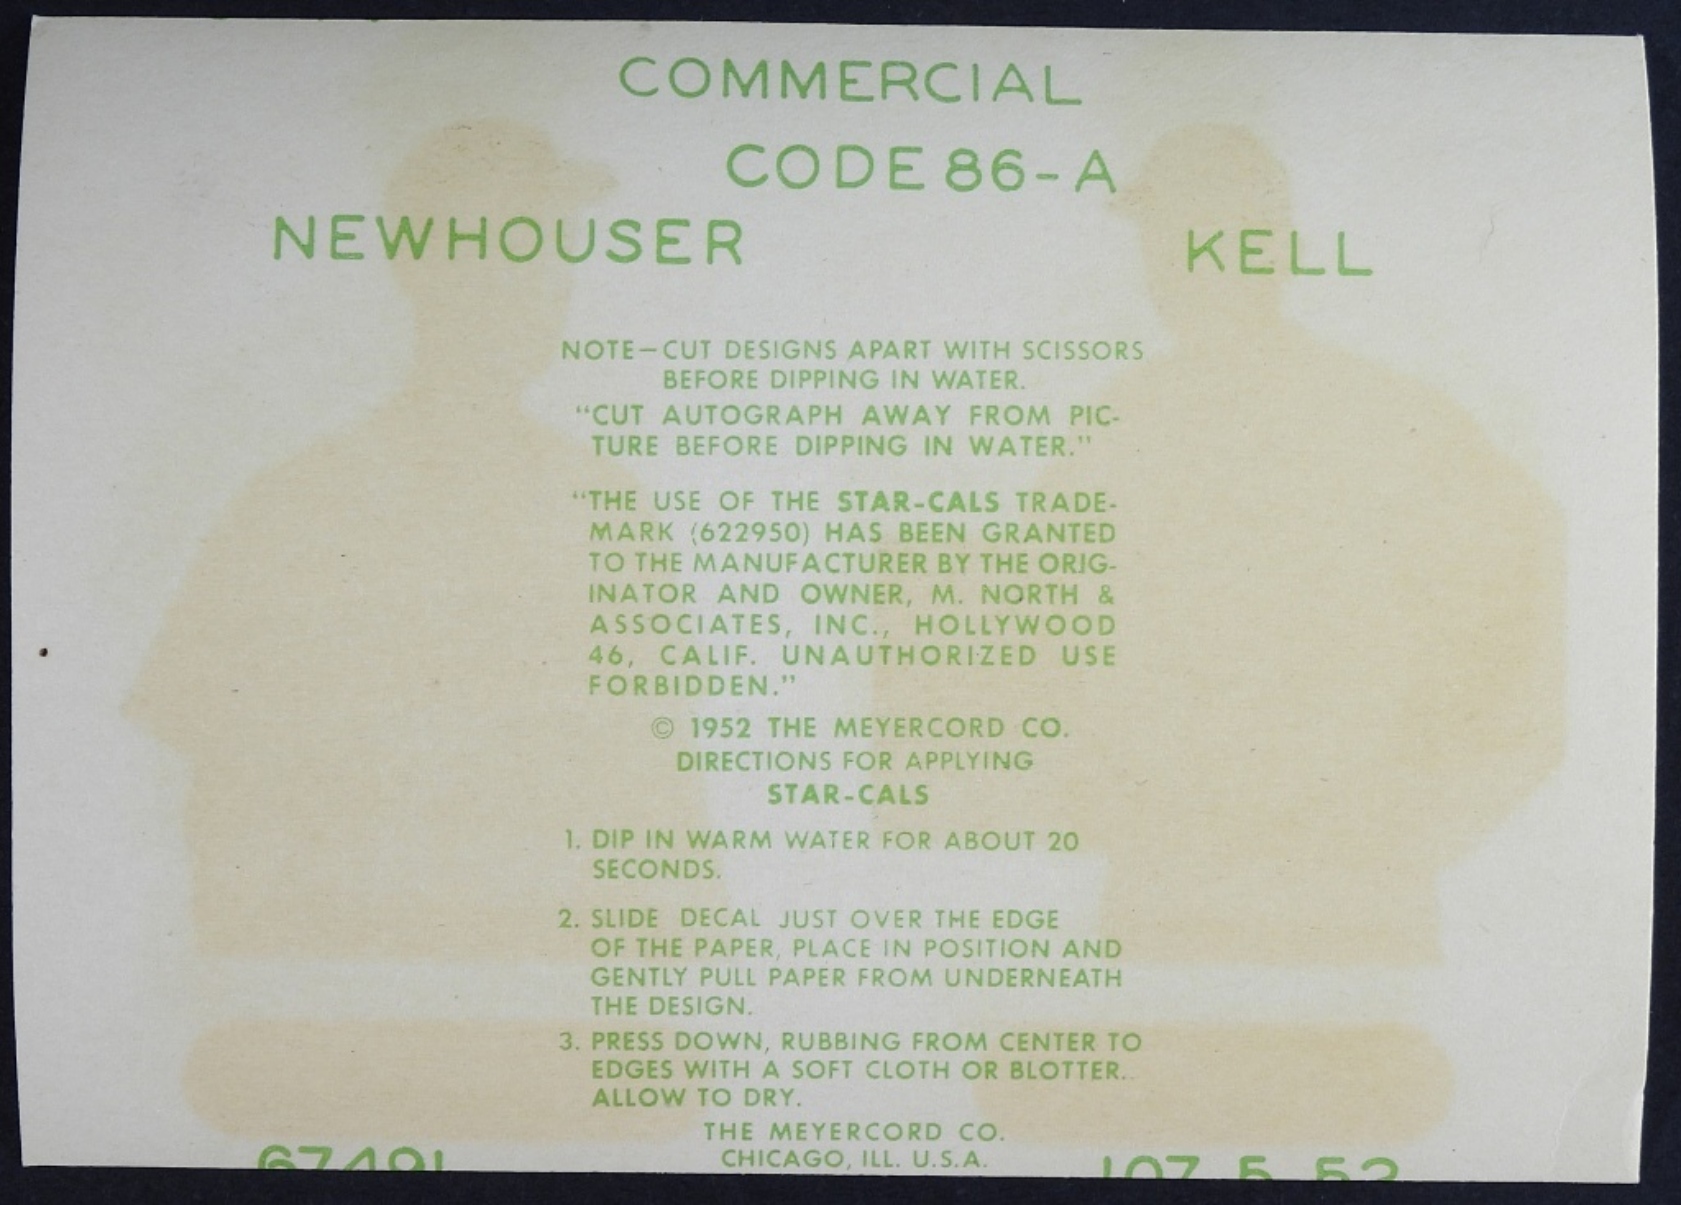 COMMERCIAL
CODE 86-A
NEWHOUSER KELL
NOTE—CUT DESIGNS APART WITH SCISSORS
BEFORE DIPPING IN WATER.
“CUT AUTOGRAPH AWAY FROM PIC-
TURE BEFORE DIPPING IN WATER.”
“THE USE OF THE STAR-CALS TRADE-
MARK (622950) HAS BEEN GRANTED
TO THE MANUFACTURER BY THE ORIG-
INATOR AND OWNER, M. NORTH &
ASSOCIATES, INC., HOLLYWOOD
46, CALIF. UNAUTHORIZED USE
FORBIDDEN.”
© 1952 THE MEYERCORD CO.
DIRECTIONS FOR APPLYING
STAR-CALS
1. DIP IN WARM WATER FOR ABOUT 20
SECONDS.
2. SLIDE DECAL JUST OVER THE EDGE
OF THE PAPER, PLACE IN POSITION AND
GENTLY PULL PAPER FROM UNDERNEATH
THE DESIGN.
3. PRESS DOWN, RUBBING FROM CENTER TO
EDGES WITH A SOFT CLOTH OR BLOTTER.
ALLOW TO DRY.
THE MEYERCORD CO.
CHICAGO, ILL. U.S.A.